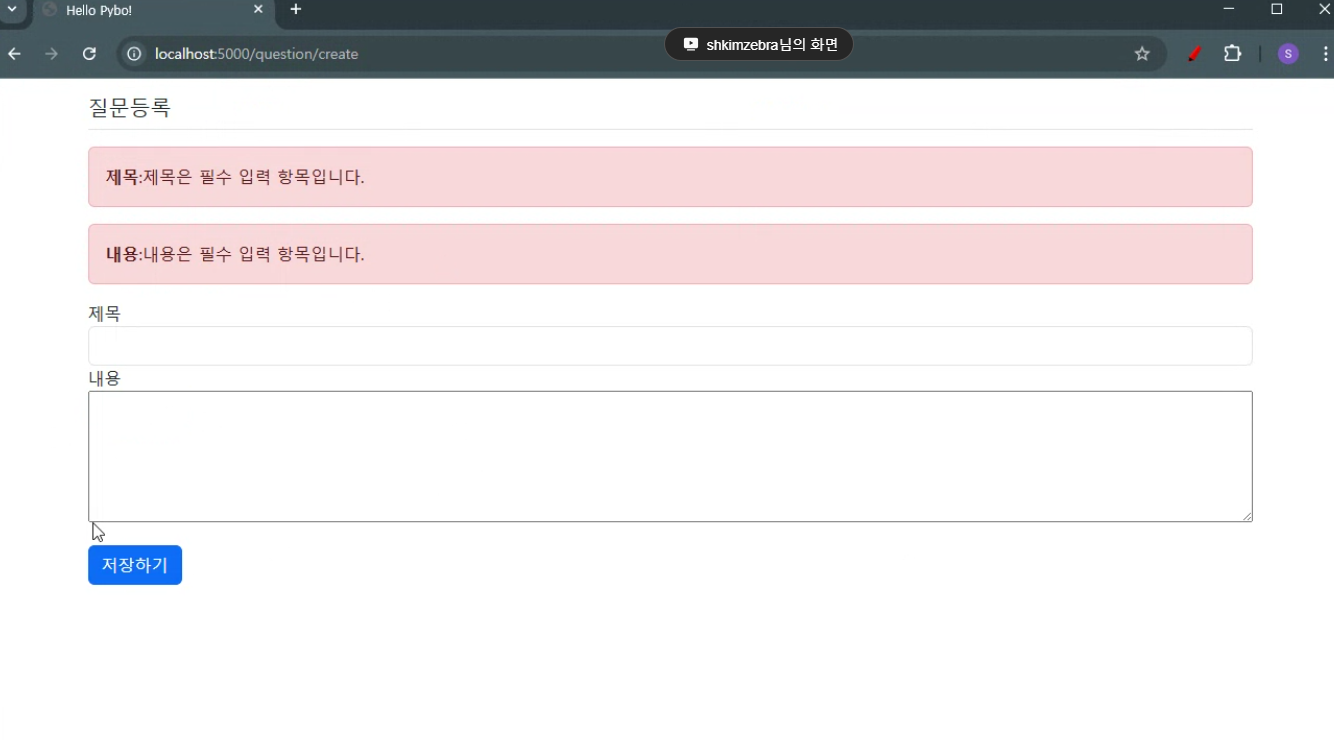 Hello Pybo!
localhost:5000/question/create
shkimzebra님의 화면
S
질문등록
제목:제목은 필수 입력 항목입니다.
내용:내용은 필수 입력 항목입니다.
제목
내용
저장하기